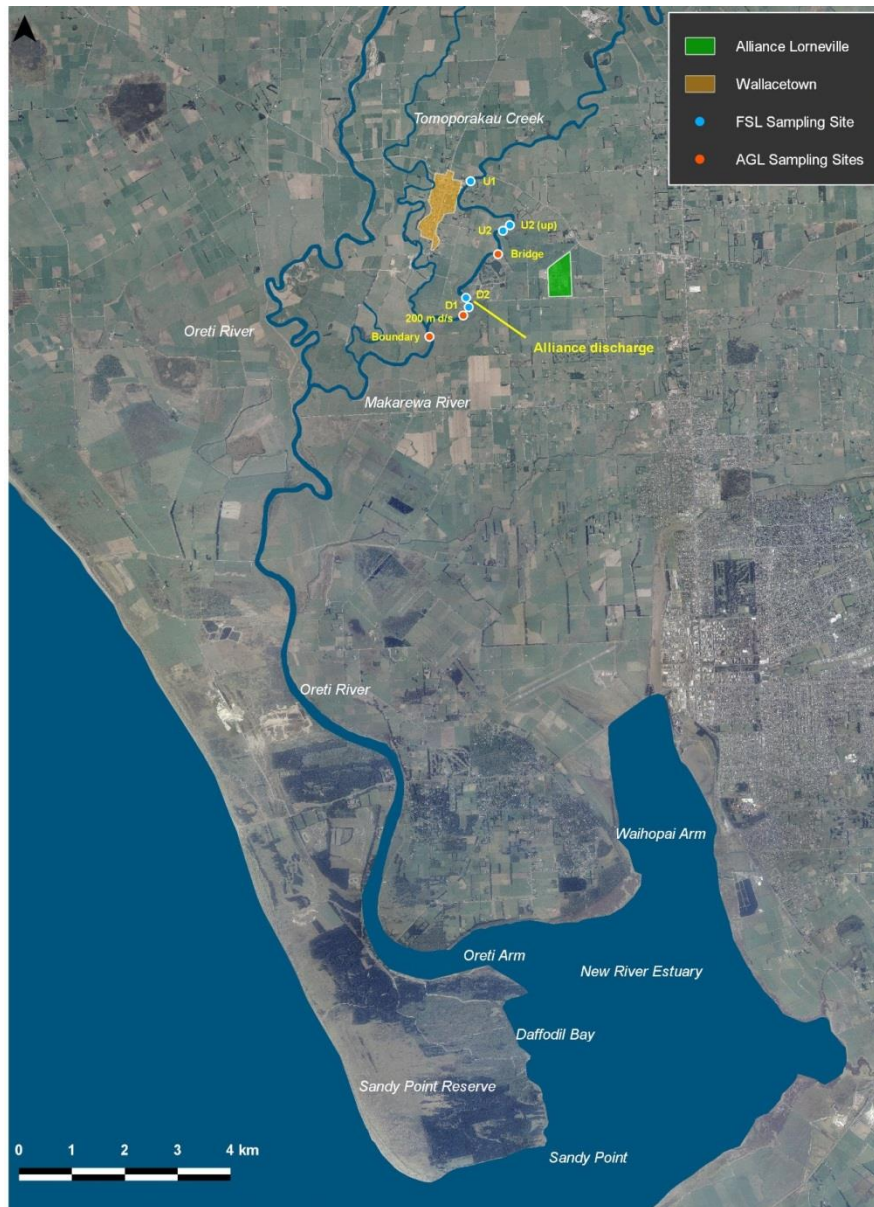 Alliance Lorneville
Wallacetown
FSL Sampling Site
AGL Sampling Sites
Tomoporakau Creek
U1
U2 (up)
U2
Bridge
D2
D1
200 m d/s
Boundary
Alliance discharge
Oreti River
Makarewa River
Oreti River
Waihopai Arm
Oreti Arm
New River Estuary
Daffodil Bay
Sandy Point Reserve
Sandy Point
0 1 2 3 4 km